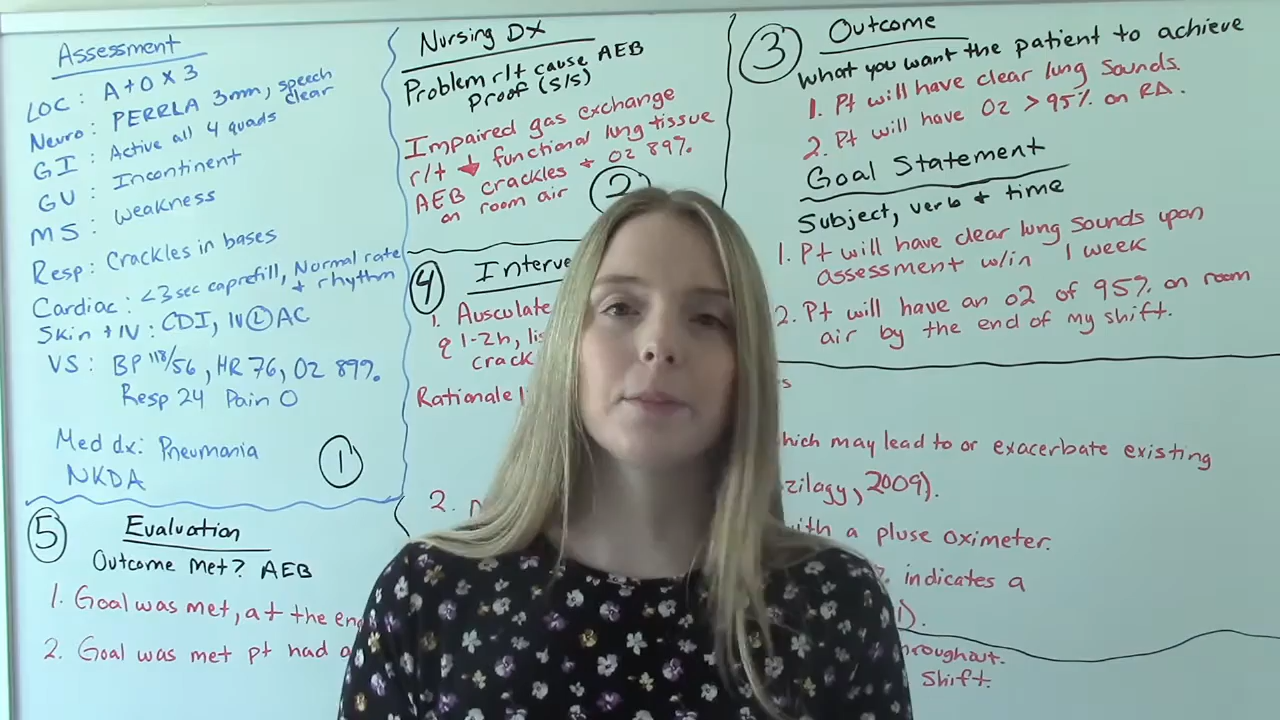 Assessment
LOC: A+O x 3
Neuro: PERRLA 3mm, speech clear
GI: Active all 4 quads
GU: Incontinent
MS: weakness
Resp: Crackles in bases
Cardiac: <3 sec caprefill, Normal rate + rhythm
Skin + IV: CDI, IV Ⓛ AC
VS: BP 118/56, HR 76, O2 89%
Resp 24 Pain 0
Med dx: Pneumania
NKDA
1
Nursing DX
Problem r/t cause AEB
Proof (S/S)
Impaired gas exchange
r/t ↓ functional lung tissue
AEB crackles + O2 89%
on room air
2
3
Outcome
What you want the patient to achieve
1. Pt will have clear lung sounds.
2. Pt will have O2 > 95% on RA.
Goal Statement
Subject, verb + time
1. Pt will have clear lung sounds upon
assessment w/in 1 week
2. Pt will have an O2 of 95% on room
air by the end of my shift.
4
Interve
1. Ausculate
q 1-2h, lis
crack
Rationale
s
hich may lead to or exacerbate existing
zilagy, 2009).
2.
with a pluse oximeter.
indicates a
).
5
Evaluation
Outcome Met? AEB
1. Goal was met, at the en
2. Goal was met pt had a
hroughout
shift.